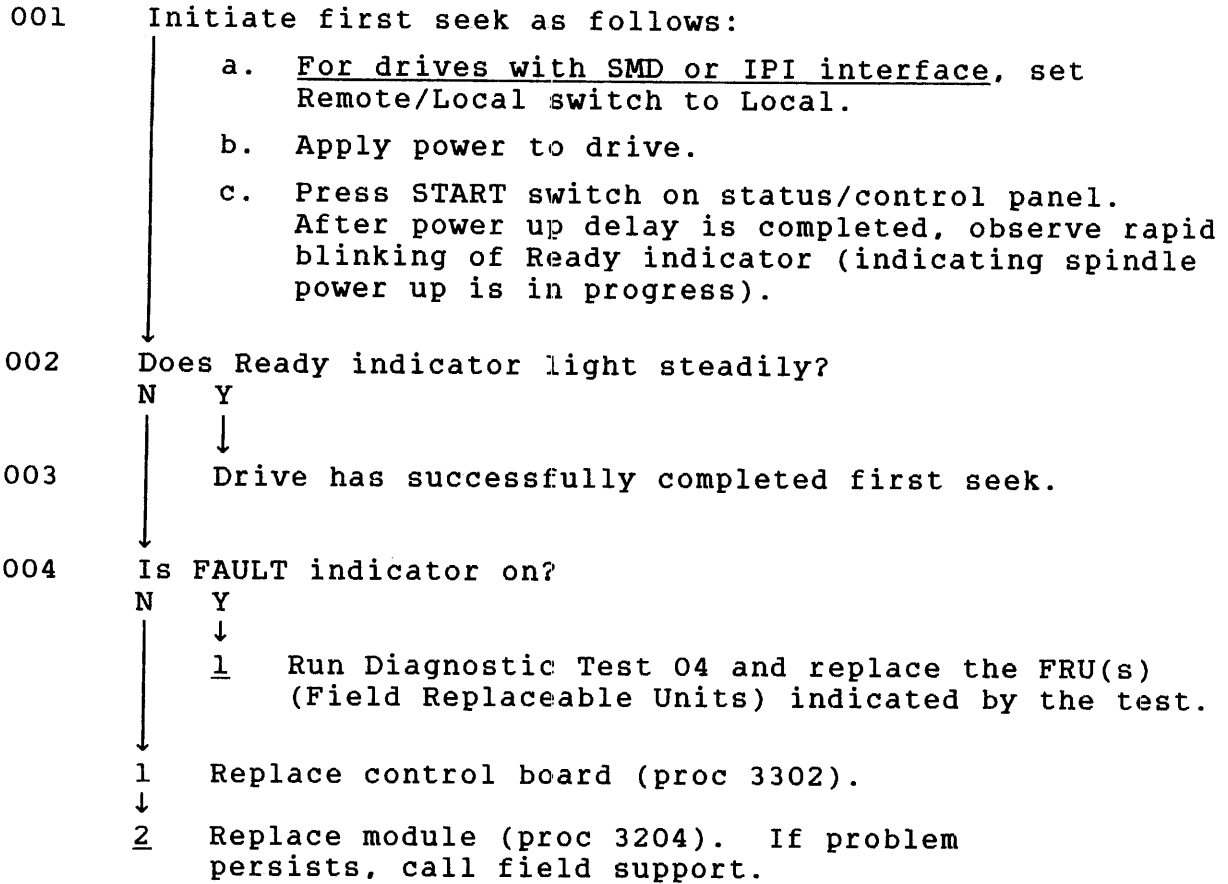 001 Initiate first seek as follows:
a. For drives with SMD or IPI interface, set
Remote/Local switch to Local.
b. Apply power to drive.
c. Press START switch on status/control panel.
After power up delay is completed, observe rapid
blinking of Ready indicator (indicating spindle
power up is in progress).
002 Does Ready indicator light steadily?
N Y
003 Drive has successfully completed first seek.
004 Is FAULT indicator on?
N Y
1 Run Diagnostic Test 04 and replace the FRU(s)
(Field Replaceable Units) indicated by the test.
1 Replace control board (proc 3302).
2 Replace module (proc 3204). If problem
persists, call field support.